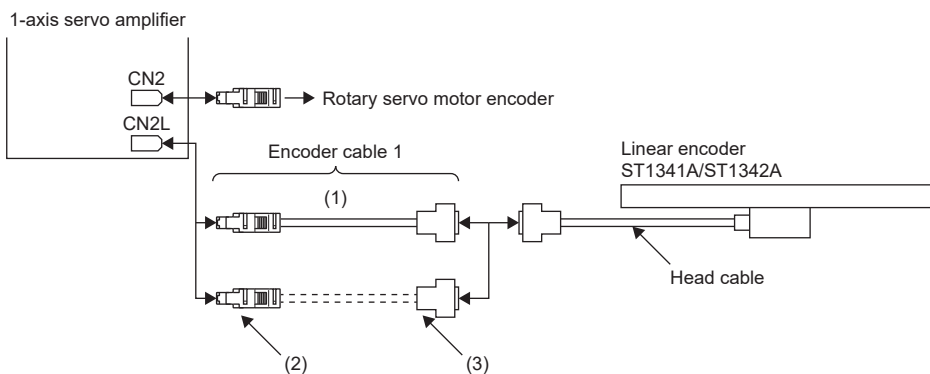 1-axis servo amplifier
CN2
Rotary servo motor encoder
CN2L
Encoder cable 1
Linear encoder
ST1341A/ST1342A
(1)
Head cable
(2)
(3)